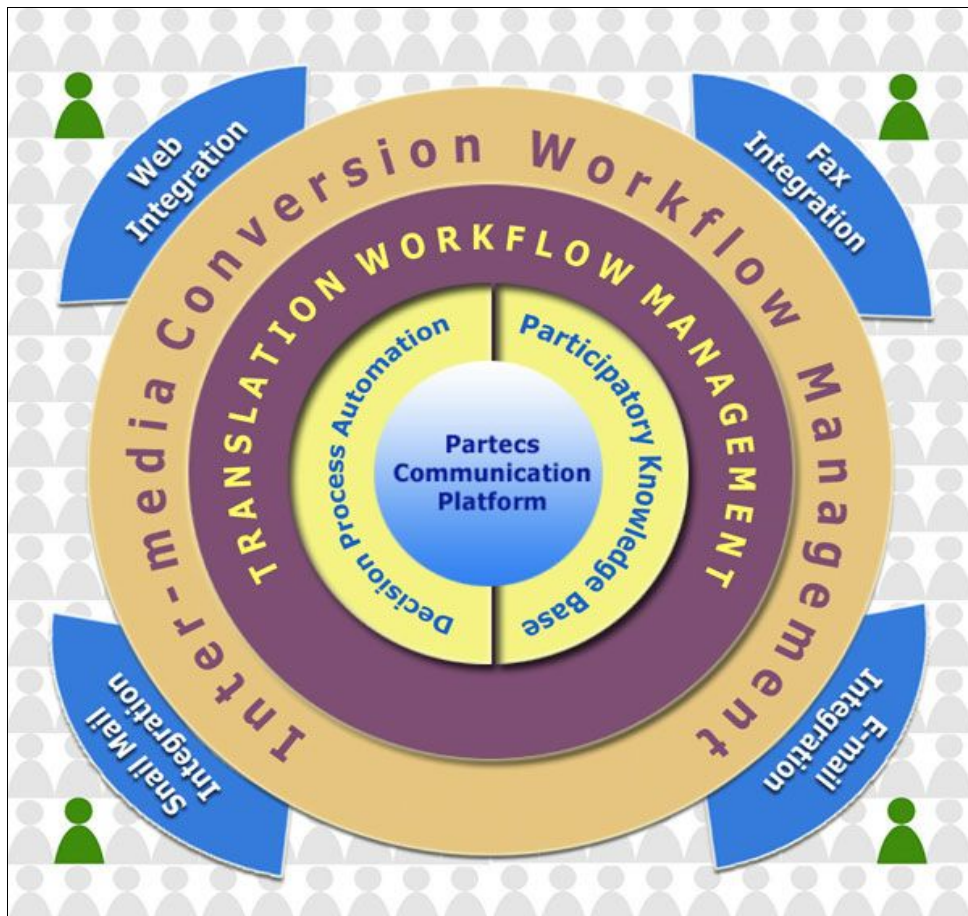 Web
Integration
Fax
Integration
Inter-media Conversion Workflow Management
TRANSLATION WORKFLOW MANAGEMENT
Decision Process Automation
Participatory Knowledge Base
Partecs
Communication
Platform
Snail Mail
Integration
E-mail
Integration